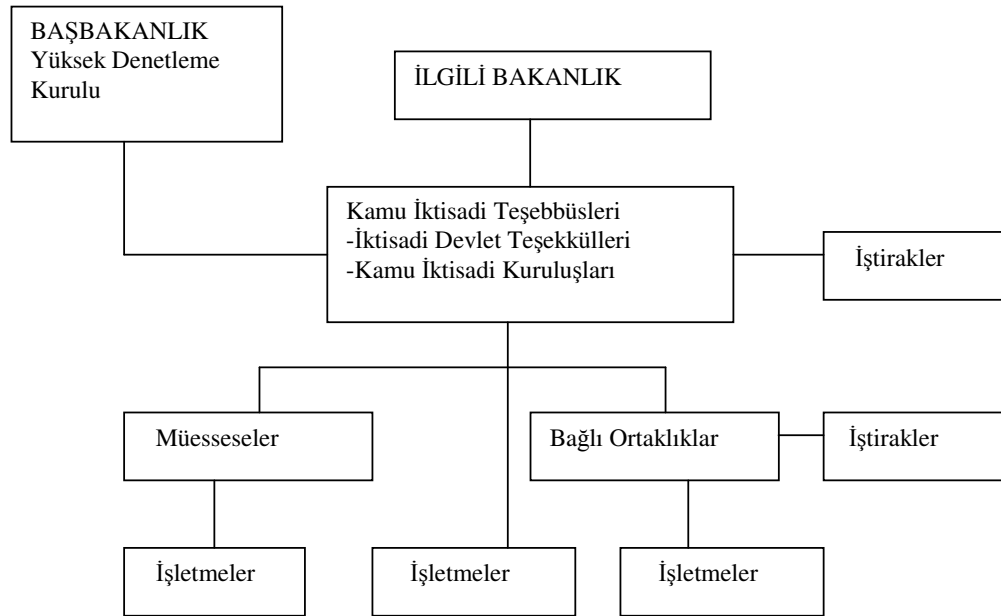 BAŞBAKANLIK
Yüksek Denetleme
Kurulu
İLGİLİ BAKANLIK
Kamu İktisadi Teşebbüsleri
-İktisadi Devlet Teşekkülleri
-Kamu İktisadi Kuruluşları
İştirakler
Müesseseler
Bağlı Ortaklıklar
İştirakler
İşletmeler
İşletmeler
İşletmeler